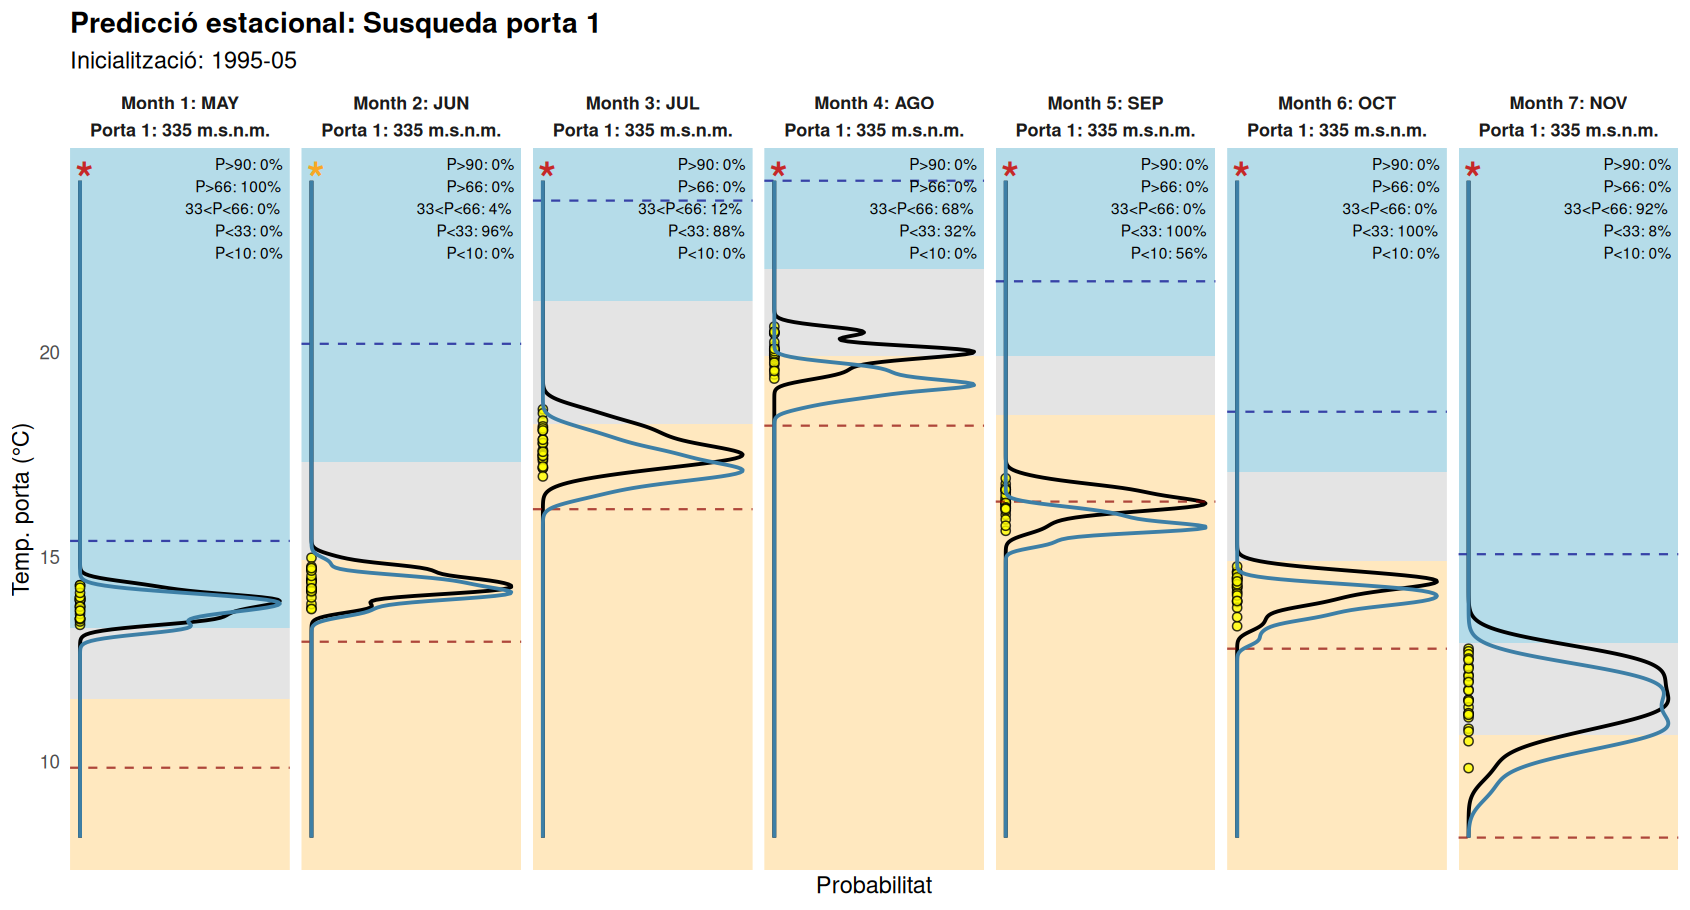 Predicció estacional: Susqueda porta 1
Inicialització: 1995-05
Month 1: MAY
Porta 1: 335 m.s.n.m.
Month 2: JUN
Porta 1: 335 m.s.n.m.
Month 3: JUL
Porta 1: 335 m.s.n.m.
Month 4: AGO
Porta 1: 335 m.s.n.m.
Month 5: SEP
Porta 1: 335 m.s.n.m.
Month 6: OCT
Porta 1: 335 m.s.n.m.
Month 7: NOV
Porta 1: 335 m.s.n.m.
*
P>90: 0%
P>66: 100%
33<P<66: 0%
P<33: 0%
P<10: 0%
*
P>90: 0%
P>66: 0%
33<P<66: 4%
P<33: 96%
P<10: 0%
*
P>90: 0%
P>66: 0%
33<P<66: 12%
P<33: 88%
P<10: 0%
*
P>90: 0%
P>66: 0%
33<P<66: 68%
P<33: 32%
P<10: 0%
*
P>90: 0%
P>66: 0%
33<P<66: 0%
P<33: 100%
P<10: 56%
*
P>90: 0%
P>66: 0%
33<P<66: 0%
P<33: 100%
P<10: 0%
*
P>90: 0%
P>66: 0%
33<P<66: 92%
P<33: 8%
P<10: 0%
Temp. porta (°C)
20
15
10
Probabilitat